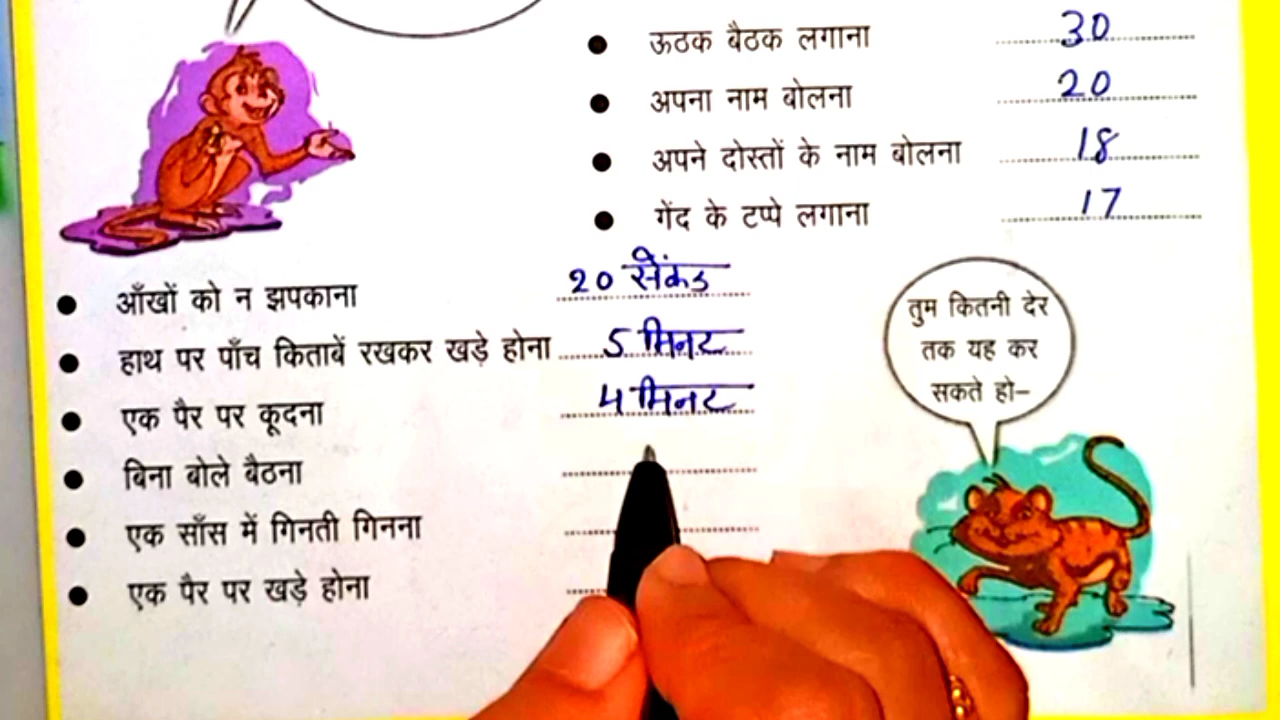 ऊठक बैठक लगाना 30
अपना नाम बोलना 20
अपने दोस्तों के नाम बोलना 18
गेंद के टप्पे लगाना 17
आँखों को न झपकाना 20 सेंकड
हाथ पर पाँच किताबें रखकर खड़े होना 5 मिनट
एक पैर पर कूदना 4 मिनट
बिना बोले बैठना
एक साँस में गिनती गिनना
एक पैर पर खड़े होना
तुम कितनी देर
तक यह कर
सकते हो–